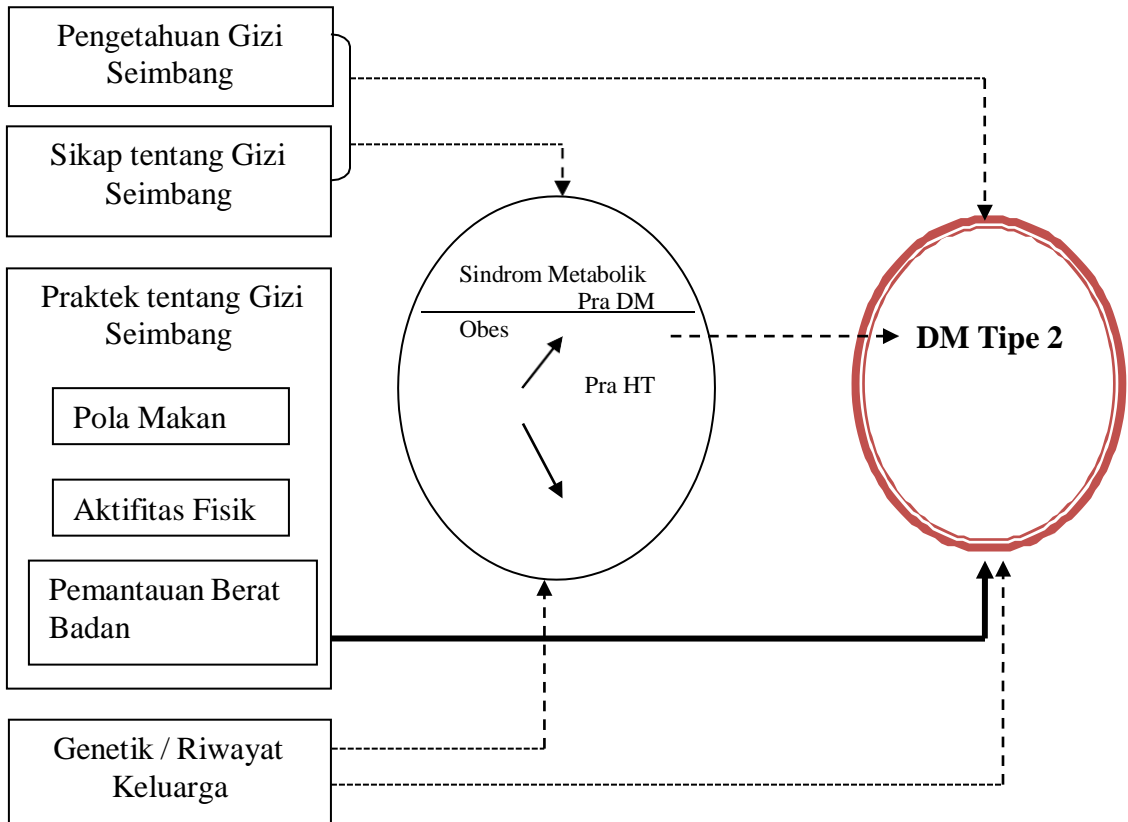 Pengetahuan Gizi
Seimbang
Sikap tentang Gizi
Seimbang
Praktek tentang Gizi
Seimbang
Pola Makan
Aktifitas Fisik
Pemantauan Berat
Badan
Genetik / Riwayat
Keluarga
Sindrom Metabolik
Pra DM
Obes
Pra HT
DM Tipe 2